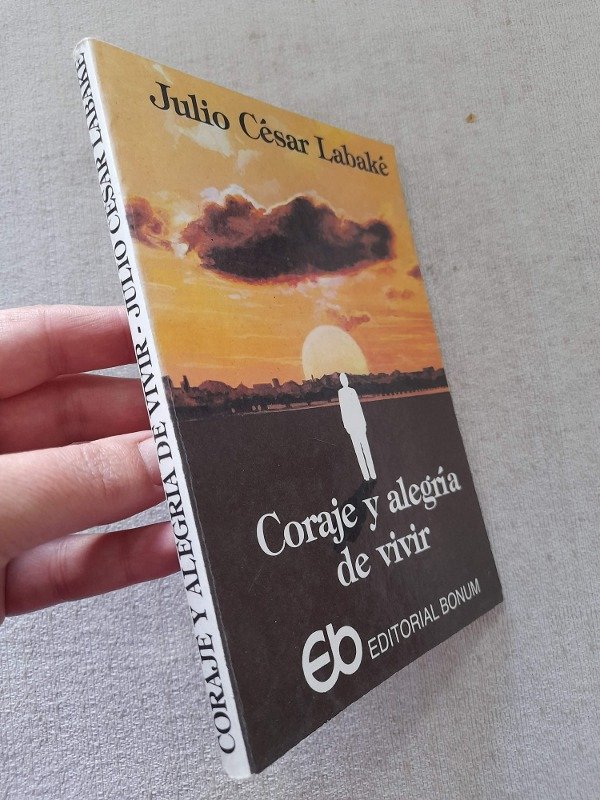 Julio César Labaké
Coraje y alegría
de vivir
Eb EDITORIAL BONUM
CORAJE Y ALEGRIA DE VIVIR - JULIO CESAR LABAKE